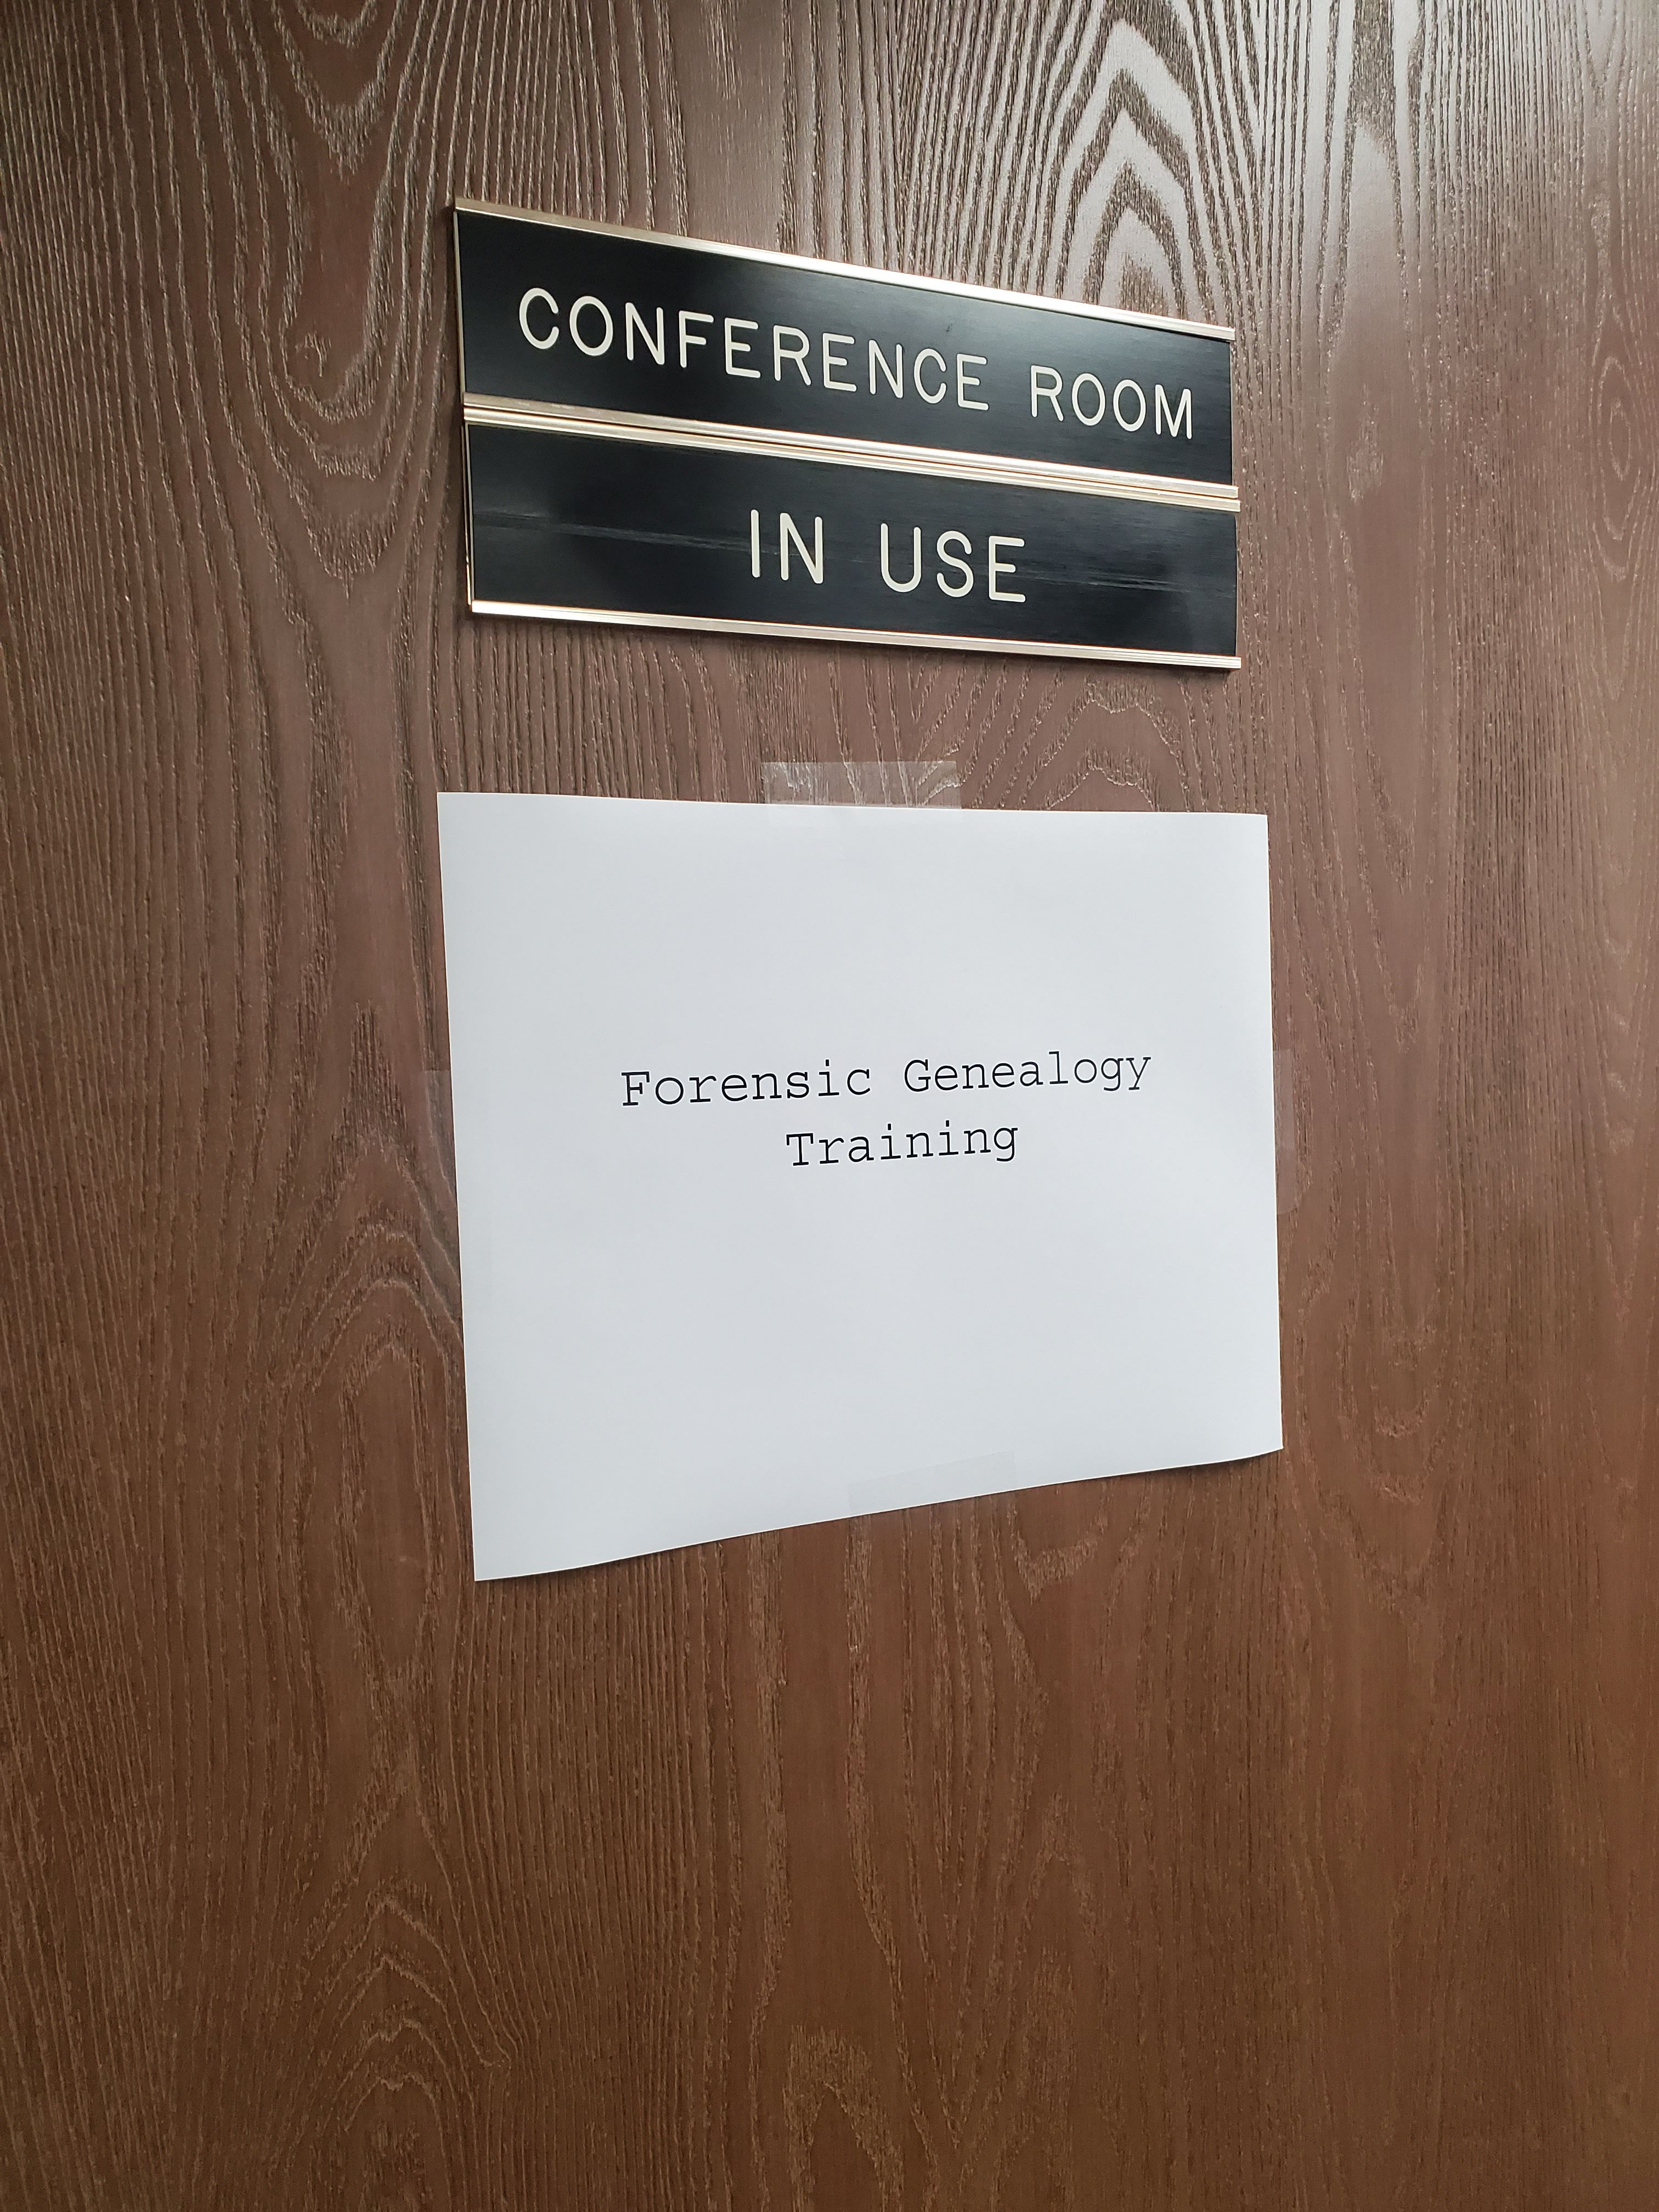 CONFERENCE ROOM
IN USE
Forensic Genealogy
Training